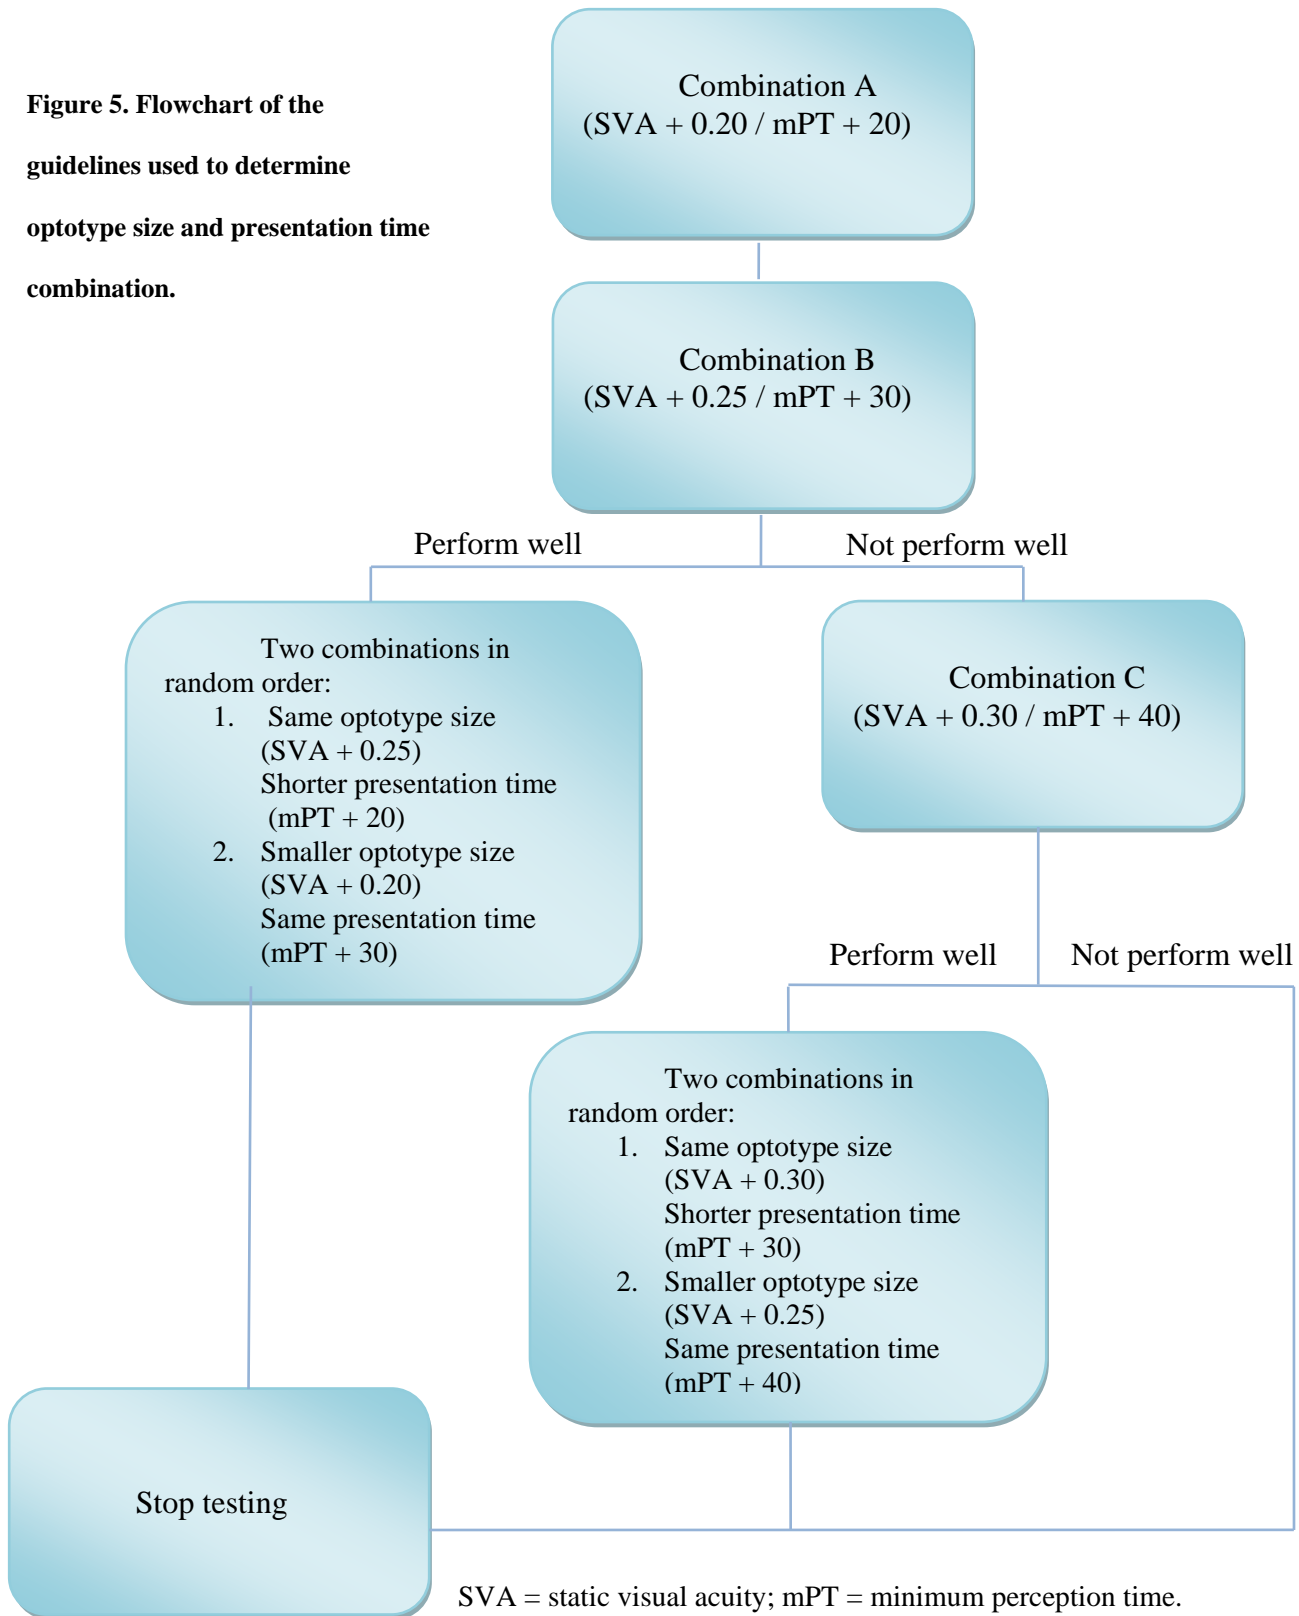 Figure 5. Flowchart of the
guidelines used to determine
optotype size and presentation time
combination.
Combination A
(SVA + 0.20 / mPT + 20)
Combination B
(SVA + 0.25 / mPT + 30)
Perform well
Not perform well
Two combinations in
random order:
1. Same optotype size
(SVA + 0.25)
Shorter presentation time
(mPT + 20)
2. Smaller optotype size
(SVA + 0.20)
Same presentation time
(mPT + 30)
Combination C
(SVA + 0.30 / mPT + 40)
Perform well
Not perform well
Two combinations in
random order:
1. Same optotype size
(SVA + 0.30)
Shorter presentation time
(mPT + 30)
2. Smaller optotype size
(SVA + 0.25)
Same presentation time
(mPT + 40)
Stop testing
SVA = static visual acuity; mPT = minimum perception time.